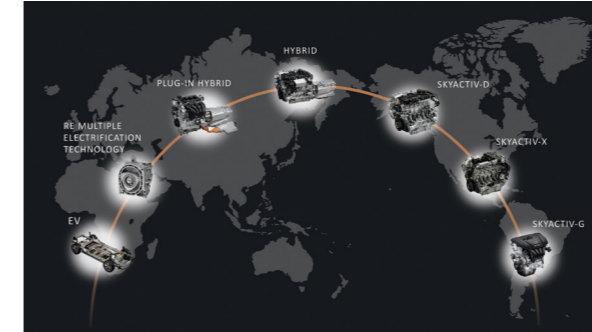 HYBRID
PLUG-IN HYBRID
SKYACTIV-D
RE MULTIPLE
ELECTRIFICATION
TECHNOLOGY
SKYACTIV-X
EV
SKYACTIV-G